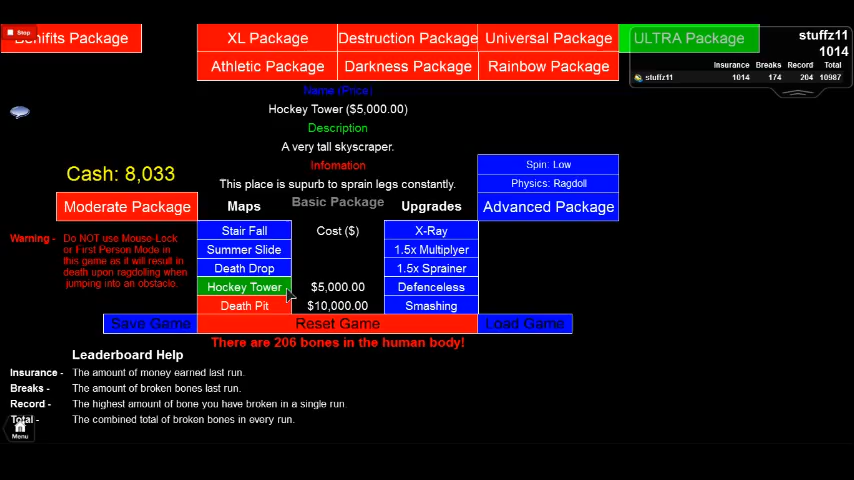 Stop
Benifits Package
XL Package
Destruction Package
Universal Package
ULTRA Package
stuffz11
1014
Athletic Package
Darkness Package
Rainbow Package
Insurance Breaks Record Total
stuffz11 1014 174 204 10987
Name (Price)
Hockey Tower ($5,000.00)
Description
A very tall skyscraper.
Infomation
This place is supurb to sprain legs constantly.
Cash: 8,033
Spin: Low
Physics: Ragdoll
Moderate Package
Maps
Basic Package
Upgrades
Advanced Package
Stair Fall
Cost ($)
X-Ray
Summer Slide
1.5x Multiplyer
Death Drop
1.5x Sprainer
Hockey Tower
$5,000.00
Defenceless
Death Pit
$10,000.00
Smashing
Warning - Do NOT use Mouse-Lock
or First Person Mode in
this game as it will result in
death upon ragdolling when
jumping into an obstaclo.
Save Game
Reset Game
Load Game
There are 206 bones in the human body!
Leaderboard Help
Insurance - The amount of money earned last run.
Breaks - The amount of broken bones last run.
Record - The highest amount of bone you have broken in a single run.
Total - The combined total of broken bones in every run.
Menu